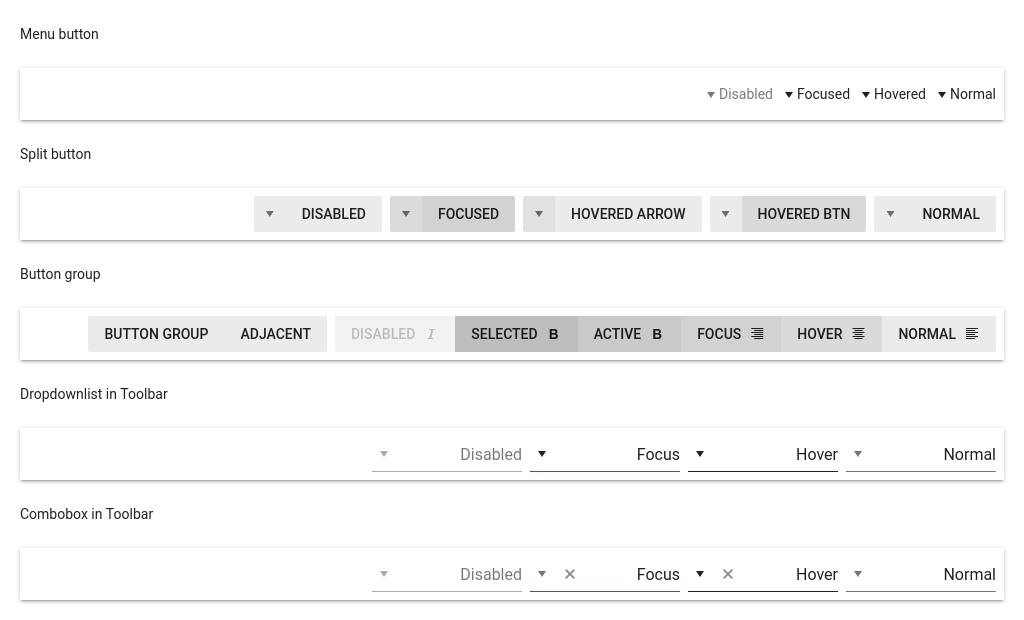 Menu button
Disabled Focused Hovered Normal
Split button
DISABLED FOCUSED HOVERED ARROW HOVERED BTN NORMAL
Button group
BUTTON GROUP ADJACENT DISABLED I SELECTED B ACTIVE B FOCUS HOVER NORMAL
Dropdownlist in Toolbar
Disabled Focus Hover Normal
Combobox in Toolbar
Disabled Focus Hover Normal